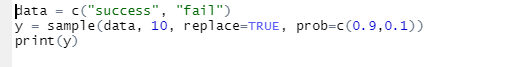 data = c("success", "fail")
y = sample(data, 10, replace=TRUE, prob=c(0.9,0.1))
print(y)